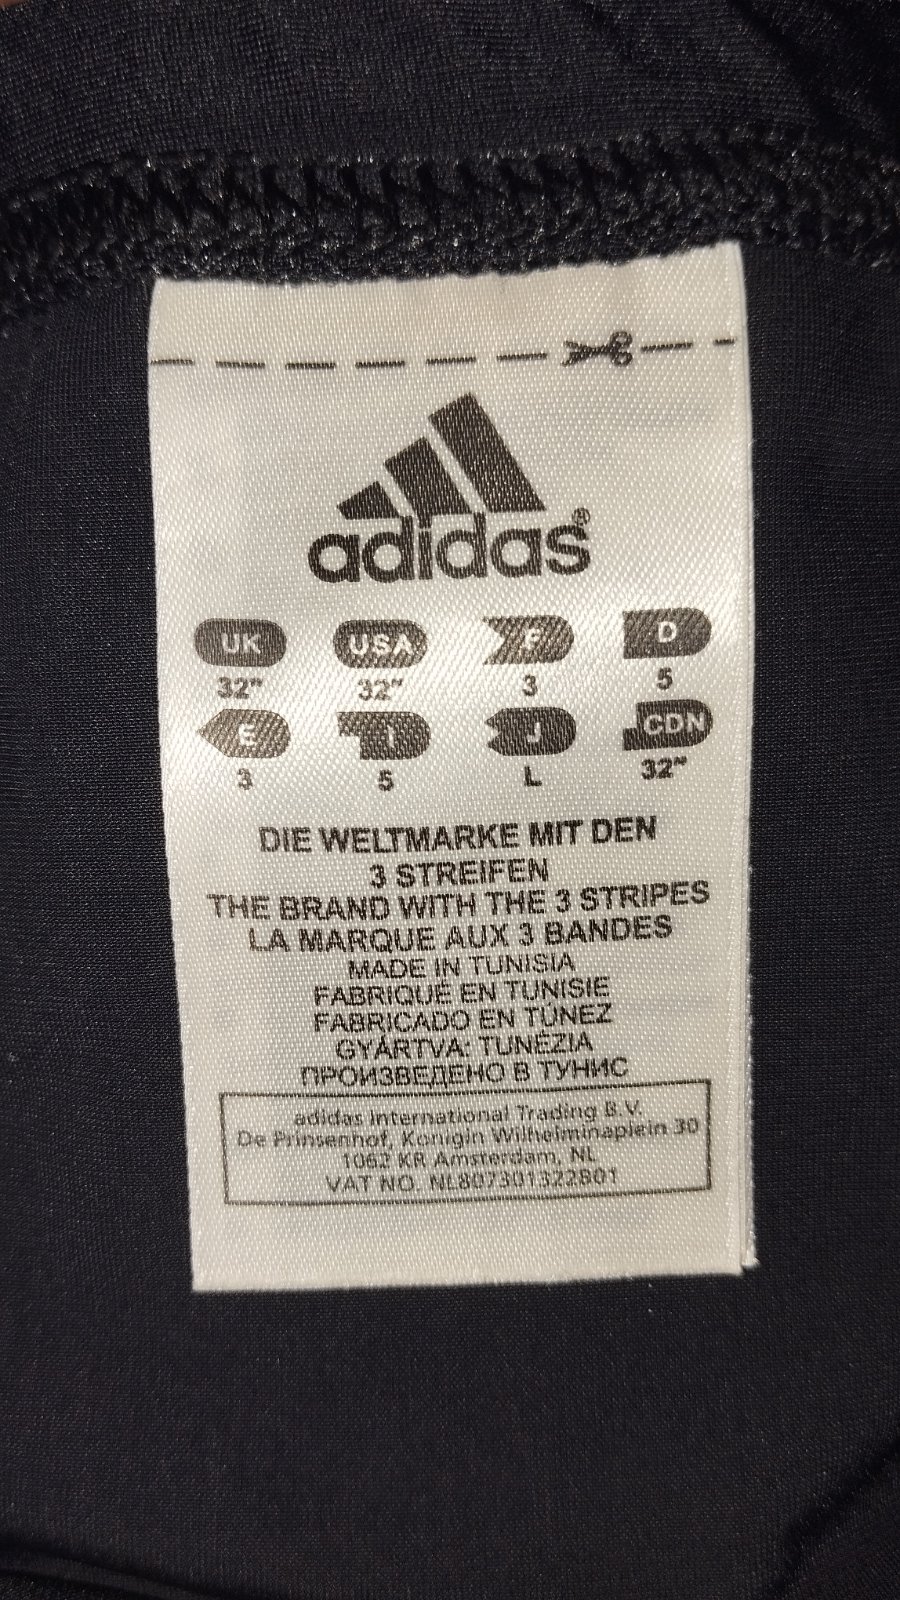 adidas®
UK USA F D
32" 32" 3 5
E I J CDN
3 5 L 32"
DIE WELTMARKE MIT DEN
3 STREIFEN
THE BRAND WITH THE 3 STRIPES
LA MARQUE AUX 3 BANDES
MADE IN TUNISIA
FABRIQUÉ EN TUNISIE
FABRICADO EN TÚNEZ
GYÁRTVA: TUNÉZIA
ПРОИЗВЕДЕНО В ТУНИС
adidas International Trading B.V.
De Prinsenhof, Konigin Wilhelminaplein 30
1062 KR Amsterdam, NL
VAT NO. NL807301322B01